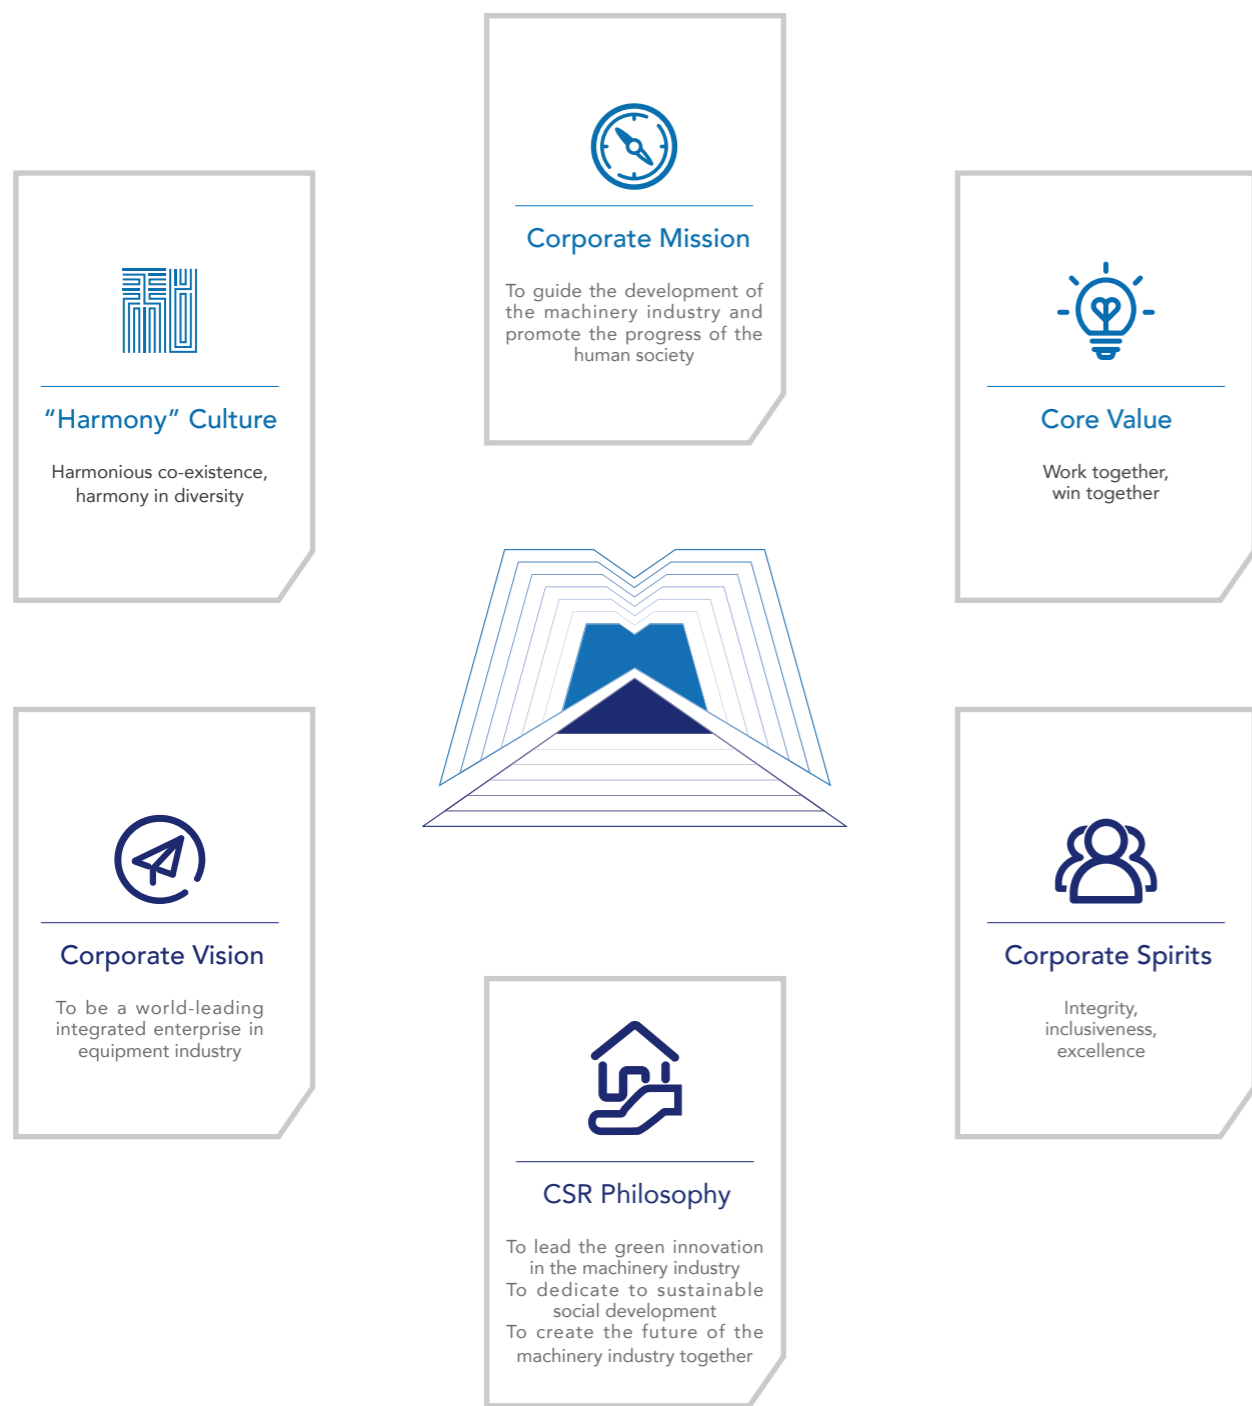 Corporate Mission
To guide the development of
the machinery industry and
promote the progress of the
human society
“Harmony” Culture
Harmonious co-existence,
harmony in diversity
Core Value
Work together,
win together
Corporate Vision
To be a world-leading
integrated enterprise in
equipment industry
Corporate Spirits
Integrity,
inclusiveness,
excellence
CSR Philosophy
To lead the green innovation
in the machinery industry
To dedicate to sustainable
social development
To create the future of the
machinery industry together